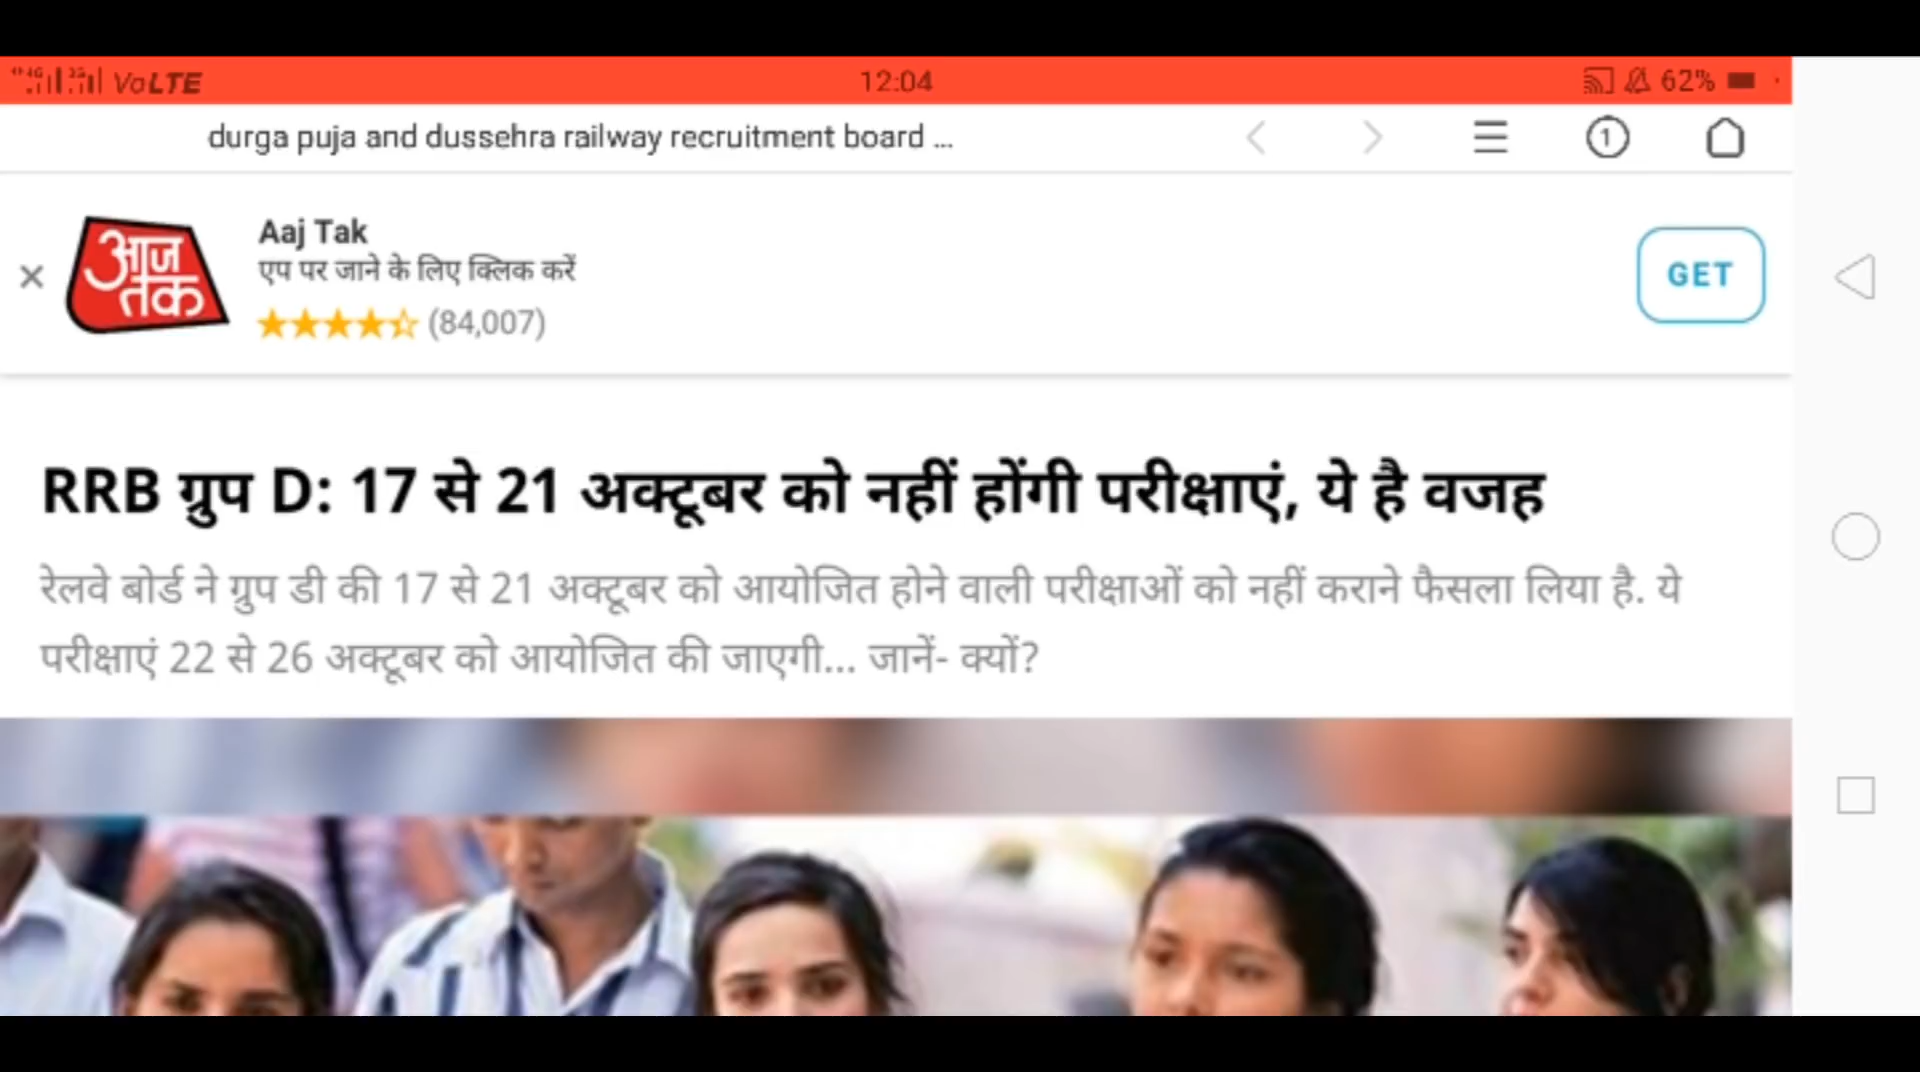 VoLTE 12:04 62%
durga puja and dussehra railway recruitment board ...
1
आज तक
Aaj Tak
एप पर जाने के लिए क्लिक करें
(84,007)
GET
RRB ग्रुप D: 17 से 21 अक्टूबर को नहीं होंगी परीक्षाएं, ये है वजह
रेलवे बोर्ड ने ग्रुप डी की 17 से 21 अक्टूबर को आयोजित होने वाली परीक्षाओं को नहीं कराने फैसला लिया है. ये
परीक्षाएं 22 से 26 अक्टूबर को आयोजित की जाएगी... जानें- क्यों?